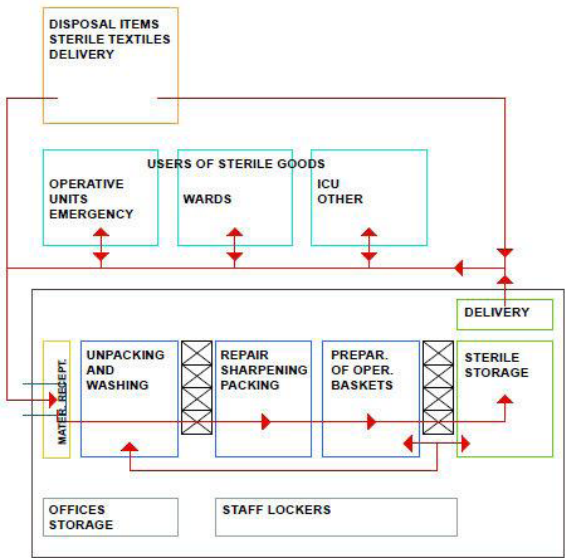 DISPOSAL ITEMS
STERILE TEXTILES
DELIVERY
USERS OF STERILE GOODS
OPERATIVE
UNITS
EMERGENCY
WARDS
ICU
OTHER
DELIVERY
MATER. RECEPT.
UNPACKING
AND
WASHING
REPAIR
SHARPENING
PACKING
PREPAR.
OF OPER.
BASKETS
STERILE
STORAGE
OFFICES
STORAGE
STAFF LOCKERS